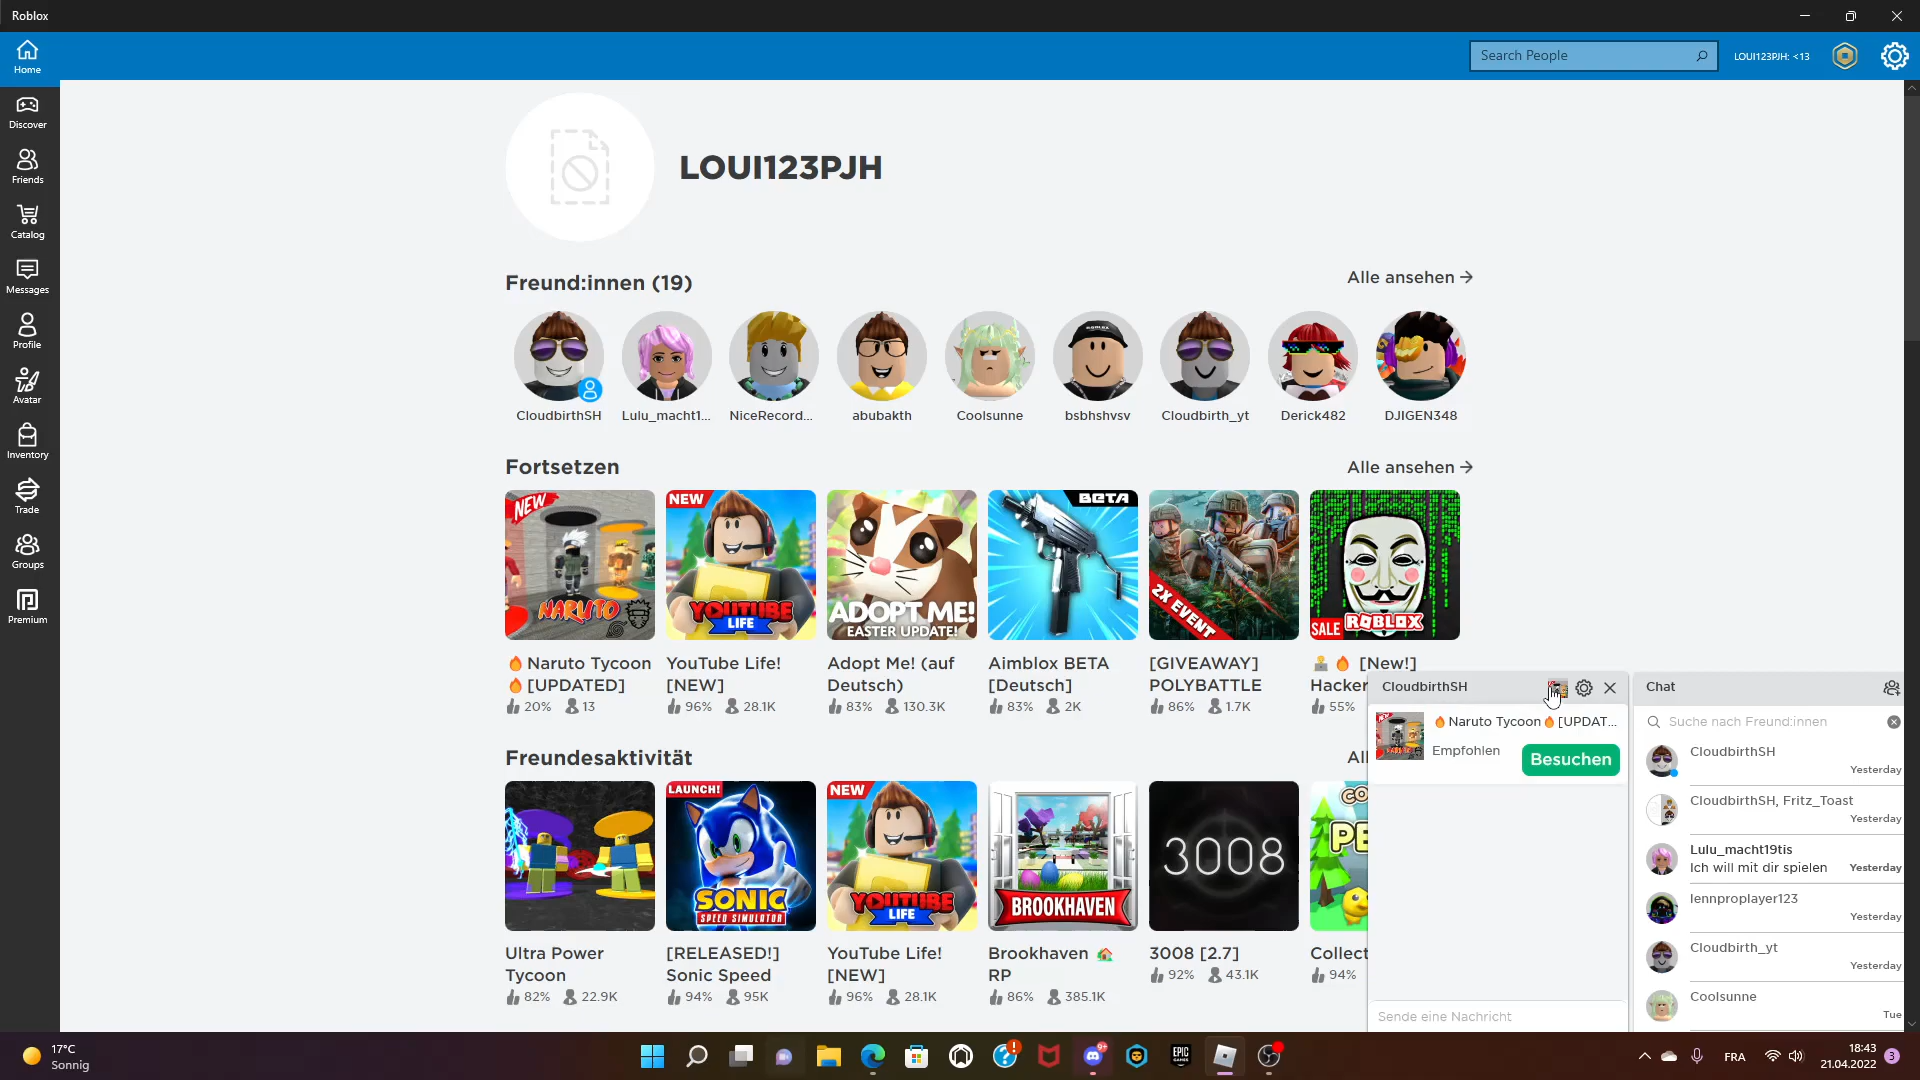 Roblox
Home
Search People
LOUI123PJH: <13
Discover
Friends
Catalog
Messages
Profile
Avatar
Inventory
Trade
Groups
Premium
LOUI123PJH
Freund:innen (19)
Alle ansehen
CloudbirthSH
Lulu_macht1...
NiceRecord...
abubakth
Coolsunne
bsbhshvsv
Cloudbirth_yt
Derick482
DJIGEN348
Fortsetzen
Alle ansehen
NEW
NARUTO
NEW
YOUTUBE
LIFE
ADOPT ME!
EASTER UPDATE!
BETA
2X EVENT
SALE
ROBLOX
Naruto Tycoon
[UPDATED]
20% 13
YouTube Life!
[NEW]
96% 28.1K
Adopt Me! (auf
Deutsch)
83% 130.3K
Aimblox BETA
[Deutsch]
83% 2K
[GIVEAWAY]
POLYBATTLE
86% 1.7K
[New!]
Hacker
55%
Freundesaktivität
All
LAUNCH!
SONIC
SPEED SIMULATOR
NEW
YOUTUBE
LIFE
BROOKHAVEN
3008
CO
PE
Ultra Power
Tycoon
82% 22.9K
[RELEASED!]
Sonic Speed
94% 95K
YouTube Life!
[NEW]
96% 28.1K
Brookhaven
RP
86% 385.1K
3008 [2.7]
92% 43.1K
Collect
94%
CloudbirthSH
Naruto Tycoon [UPDAT...
Empfohlen
Besuchen
Sende eine Nachricht
Chat
Suche nach Freund:innen
CloudbirthSH
Yesterday
CloudbirthSH, Fritz_Toast
Yesterday
Lulu_macht19tis
Ich will mit dir spielen Yesterday
lennproplayer123
Yesterday
Cloudbirth_yt
Yesterday
Coolsunne
Tue
17°C
Sonnig
EPIC
GAMES
FRA
18:43
21.04.2022
3